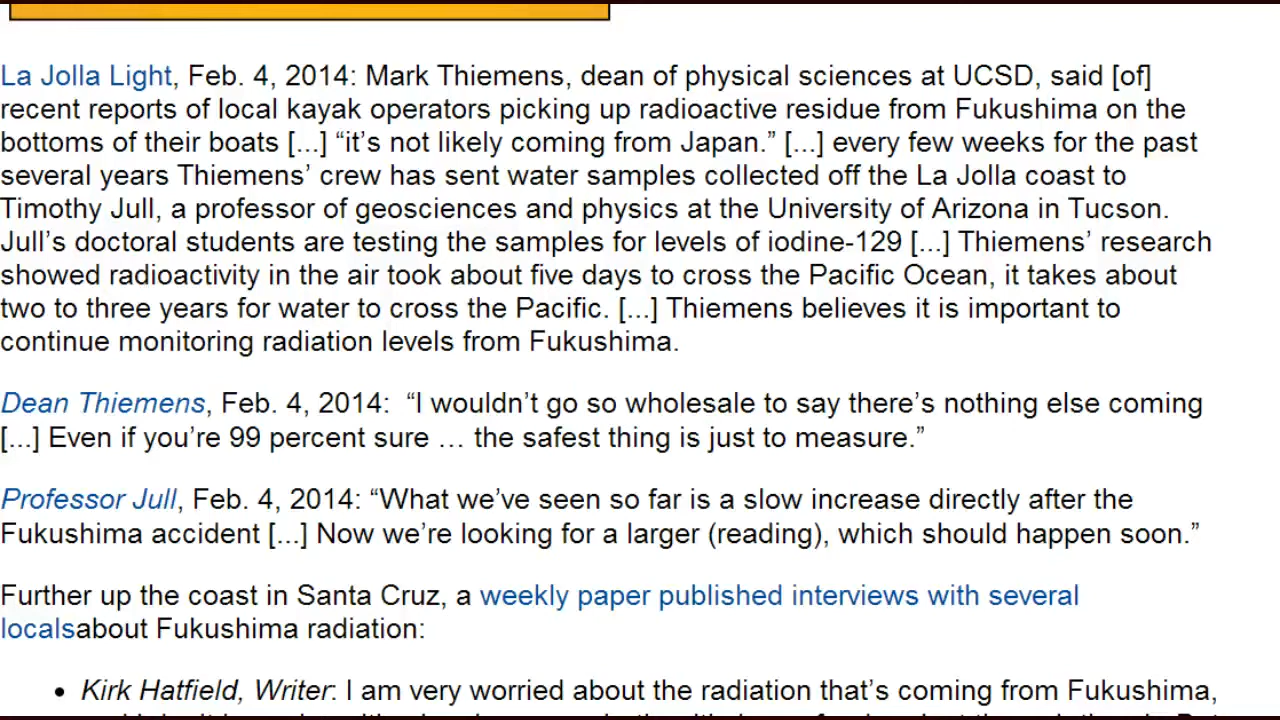 La Jolla Light, Feb. 4, 2014: Mark Thiemens, dean of physical sciences at UCSD, said [of]
recent reports of local kayak operators picking up radioactive residue from Fukushima on the
bottoms of their boats [...] “it’s not likely coming from Japan.” [...] every few weeks for the past
several years Thiemens’ crew has sent water samples collected off the La Jolla coast to
Timothy Jull, a professor of geosciences and physics at the University of Arizona in Tucson.
Jull’s doctoral students are testing the samples for levels of iodine-129 [...] Thiemens’ research
showed radioactivity in the air took about five days to cross the Pacific Ocean, it takes about
two to three years for water to cross the Pacific. [...] Thiemens believes it is important to
continue monitoring radiation levels from Fukushima.
Dean Thiemens, Feb. 4, 2014:  “I wouldn’t go so wholesale to say there’s nothing else coming
[...] Even if you’re 99 percent sure … the safest thing is just to measure.”
Professor Jull, Feb. 4, 2014: “What we’ve seen so far is a slow increase directly after the
Fukushima accident [...] Now we’re looking for a larger (reading), which should happen soon.”
Further up the coast in Santa Cruz, a weekly paper published interviews with several
localsabout Fukushima radiation:
• Kirk Hatfield, Writer: I am very worried about the radiation that’s coming from Fukushima,